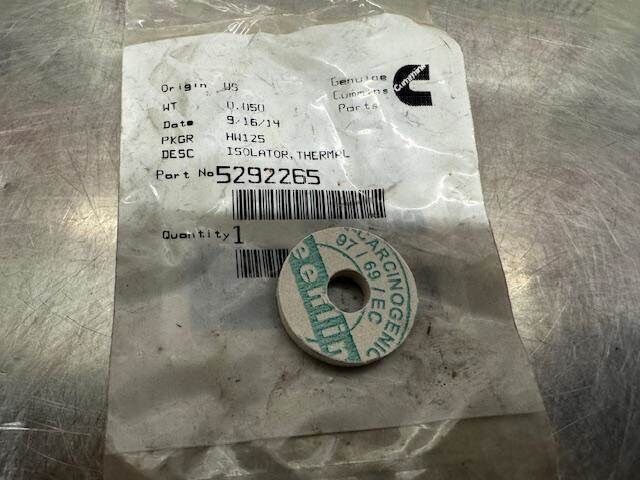 Origin US
WT 0.050
Date 9/16/14
PKGR HW125
DESC ISOLATOR, THERMAL
Part No 5292265
Quantity 1
Genuine
Cummins
Parts
Cummins
CARCINOGENIC
97/69/EC